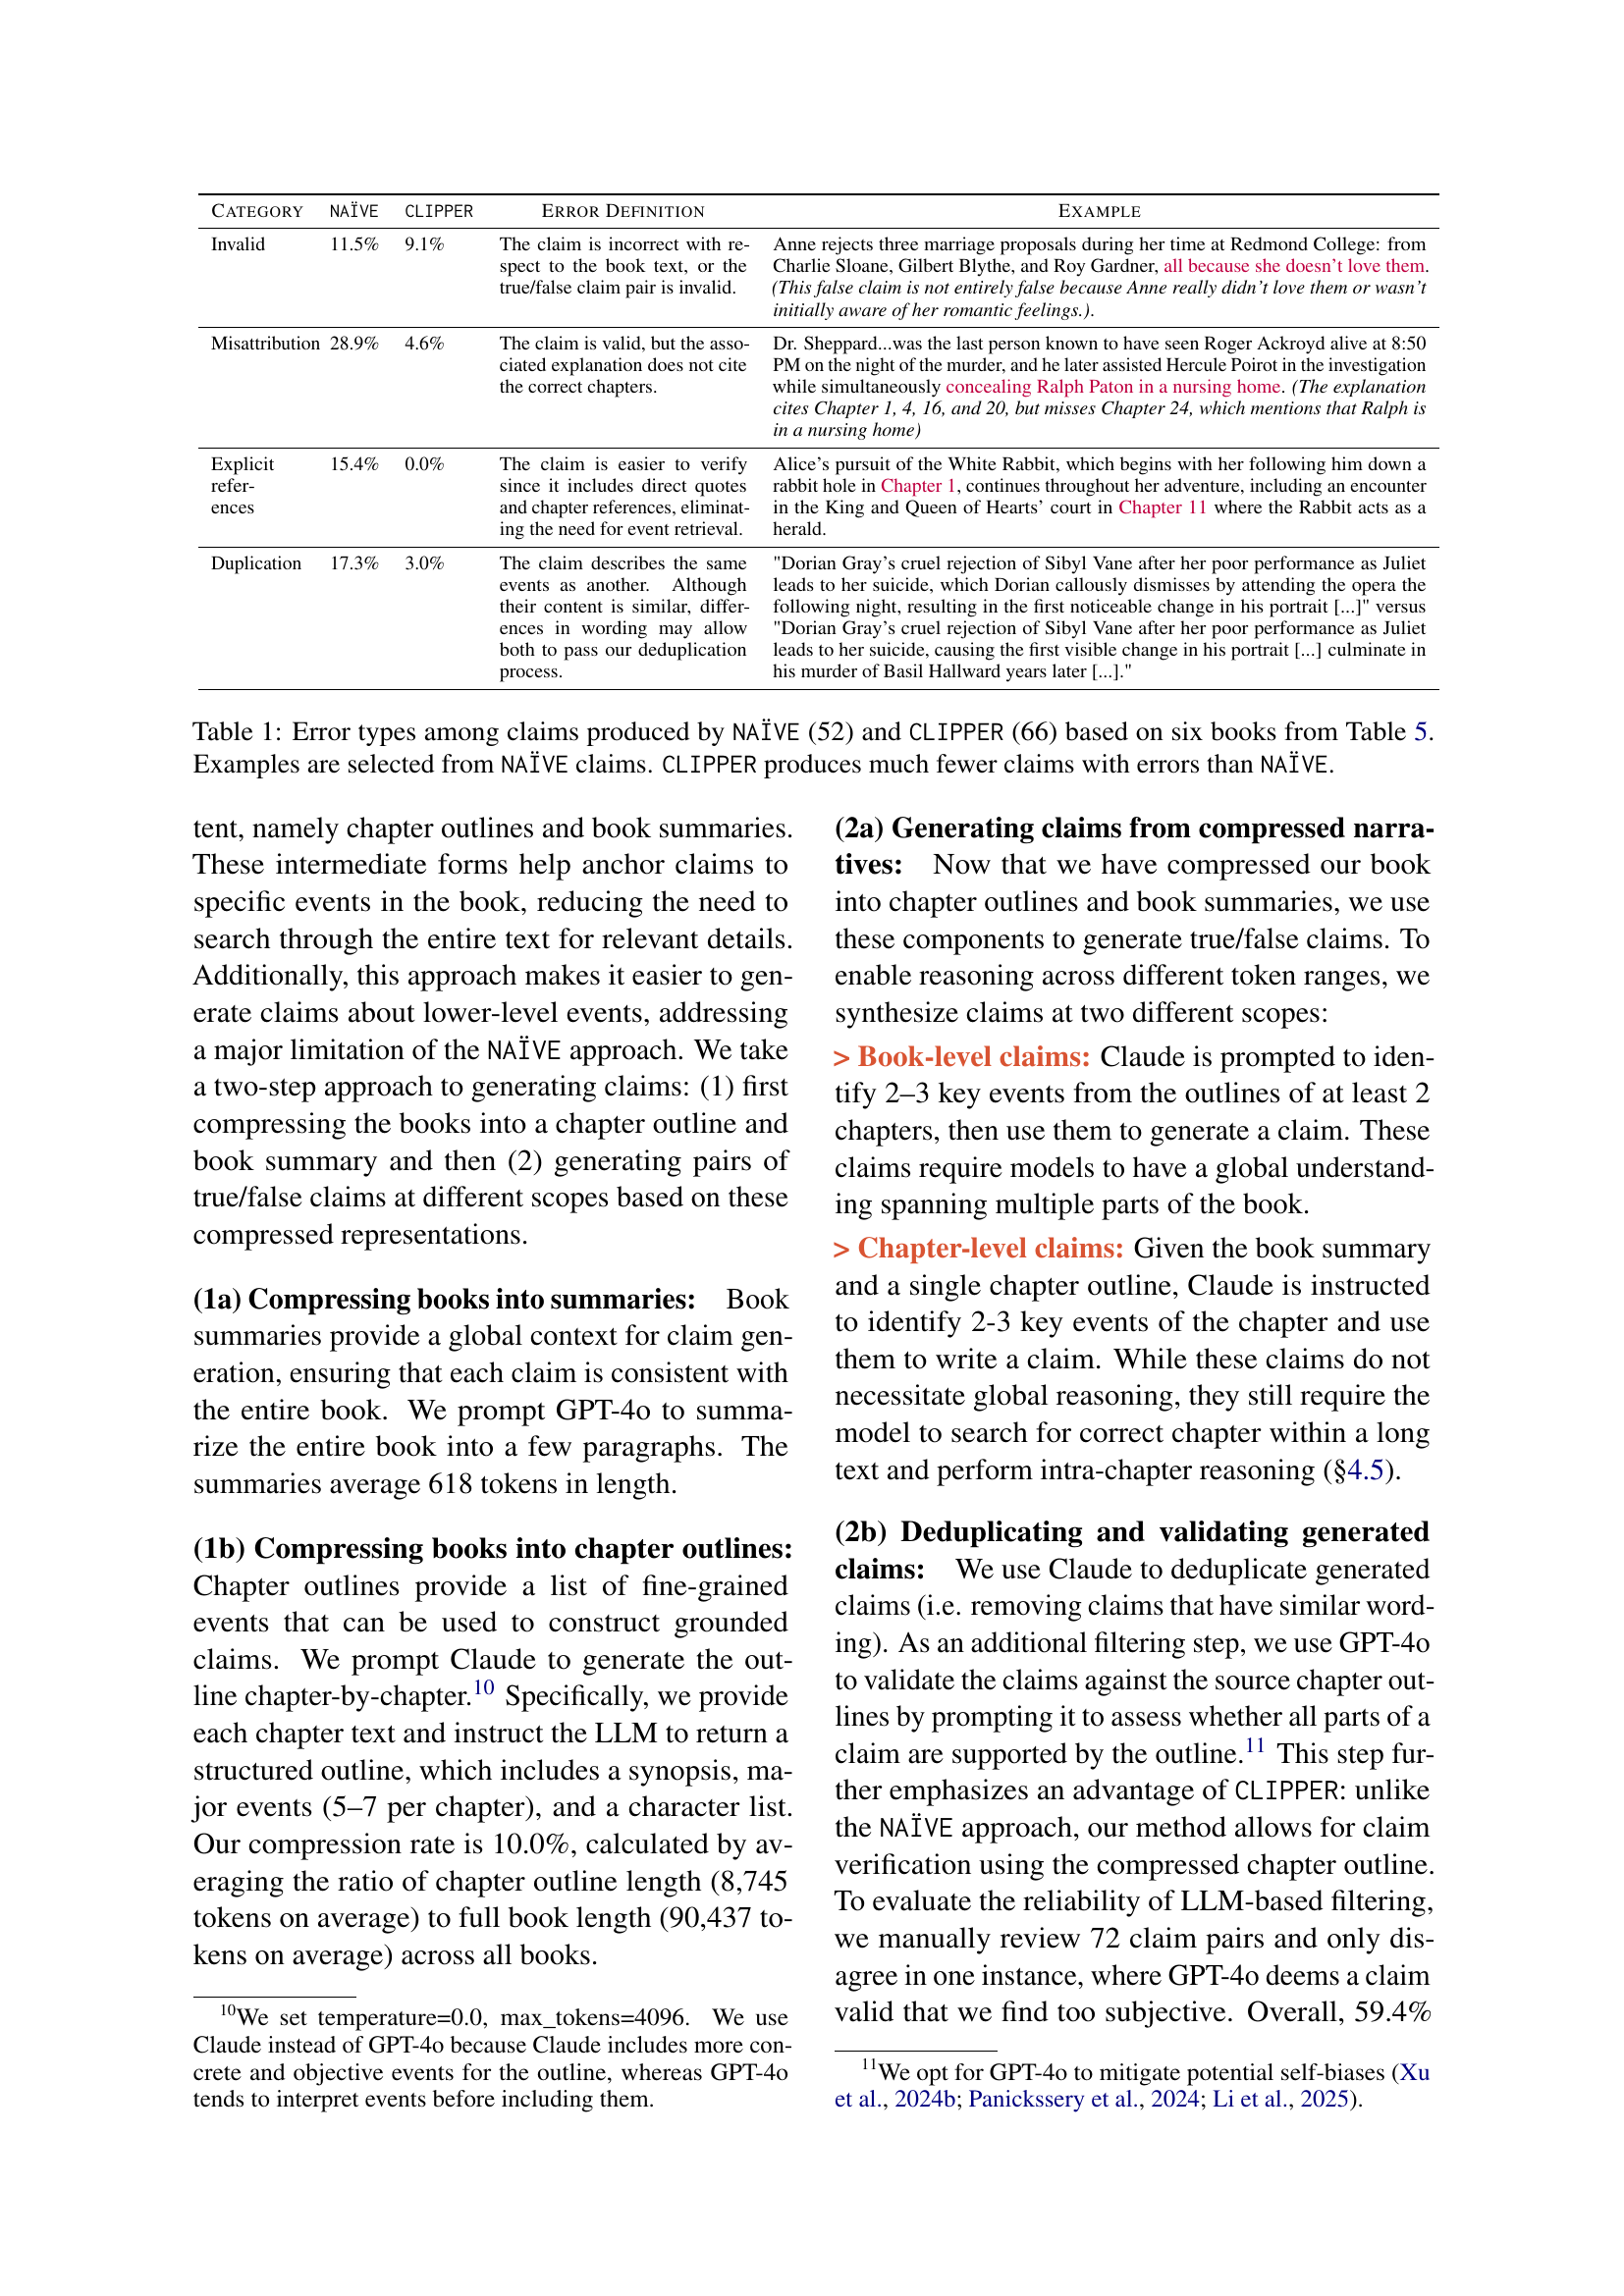 CATEGORY NAÏVE CLIPPER ERROR DEFINITION EXAMPLE
Invalid 11.5% 9.1% The claim is incorrect with re-
spect to the book text, or the
true/false claim pair is invalid.
Anne rejects three marriage proposals during her time at Redmond College: from
Charlie Sloane, Gilbert Blythe, and Roy Gardner, all because she doesn't love them.
(This false claim is not entirely false because Anne really didn't love them or wasn't
initially aware of her romantic feelings.).
Misattribution 28.9% 4.6% The claim is valid, but the asso-
ciated explanation does not cite
the correct chapters.
Dr. Sheppard...was the last person known to have seen Roger Ackroyd alive at 8:50
PM on the night of the murder, and he later assisted Hercule Poirot in the investigation
while simultaneously concealing Ralph Paton in a nursing home. (The explanation
cites Chapter 1, 4, 16, and 20, but misses Chapter 24, which mentions that Ralph is
in a nursing home)
Explicit
refer-
ences
15.4% 0.0% The claim is easier to verify
since it includes direct quotes
and chapter references, eliminat-
ing the need for event retrieval.
Alice's pursuit of the White Rabbit, which begins with her following him down a
rabbit hole in Chapter 1, continues throughout her adventure, including an encounter
in the King and Queen of Hearts' court in Chapter 11 where the Rabbit acts as a
herald.
Duplication 17.3% 3.0% The claim describes the same
events as another. Although
their content is similar, differ-
ences in wording may allow
both to pass our deduplication
process.
"Dorian Gray's cruel rejection of Sibyl Vane after her poor performance as Juliet
leads to her suicide, which Dorian callously dismisses by attending the opera the
following night, resulting in the first noticeable change in his portrait [...]" versus
"Dorian Gray's cruel rejection of Sibyl Vane after her poor performance as Juliet
leads to her suicide, causing the first visible change in his portrait [...] culminate in
his murder of Basil Hallward years later [...]."
Table 1: Error types among claims produced by NAÏVE (52) and CLIPPER (66) based on six books from Table 5.
Examples are selected from NAÏVE claims. CLIPPER produces much fewer claims with errors than NAÏVE.
tent, namely chapter outlines and book summaries.
These intermediate forms help anchor claims to
specific events in the book, reducing the need to
search through the entire text for relevant details.
Additionally, this approach makes it easier to gen-
erate claims about lower-level events, addressing
a major limitation of the NAÏVE approach. We take
a two-step approach to generating claims: (1) first
compressing the books into a chapter outline and
book summary and then (2) generating pairs of
true/false claims at different scopes based on these
compressed representations.
(1a) Compressing books into summaries: Book
summaries provide a global context for claim gen-
eration, ensuring that each claim is consistent with
the entire book. We prompt GPT-4o to summa-
rize the entire book into a few paragraphs. The
summaries average 618 tokens in length.
(1b) Compressing books into chapter outlines:
Chapter outlines provide a list of fine-grained
events that can be used to construct grounded
claims. We prompt Claude to generate the out-
line chapter-by-chapter.10 Specifically, we provide
each chapter text and instruct the LLM to return a
structured outline, which includes a synopsis, ma-
jor events (5–7 per chapter), and a character list.
Our compression rate is 10.0%, calculated by av-
eraging the ratio of chapter outline length (8,745
tokens on average) to full book length (90,437 to-
kens on average) across all books.
10We set temperature=0.0, max_tokens=4096. We use
Claude instead of GPT-4o because Claude includes more con-
crete and objective events for the outline, whereas GPT-4o
tends to interpret events before including them.
(2a) Generating claims from compressed narra-
tives: Now that we have compressed our book
into chapter outlines and book summaries, we use
these components to generate true/false claims. To
enable reasoning across different token ranges, we
synthesize claims at two different scopes:
> Book-level claims: Claude is prompted to iden-
tify 2–3 key events from the outlines of at least 2
chapters, then use them to generate a claim. These
claims require models to have a global understand-
ing spanning multiple parts of the book.
> Chapter-level claims: Given the book summary
and a single chapter outline, Claude is instructed
to identify 2-3 key events of the chapter and use
them to write a claim. While these claims do not
necessitate global reasoning, they still require the
model to search for correct chapter within a long
text and perform intra-chapter reasoning (§4.5).
(2b) Deduplicating and validating generated
claims: We use Claude to deduplicate generated
claims (i.e. removing claims that have similar word-
ing). As an additional filtering step, we use GPT-4o
to validate the claims against the source chapter out-
lines by prompting it to assess whether all parts of a
claim are supported by the outline.11 This step fur-
ther emphasizes an advantage of CLIPPER: unlike
the NAÏVE approach, our method allows for claim
verification using the compressed chapter outline.
To evaluate the reliability of LLM-based filtering,
we manually review 72 claim pairs and only dis-
agree in one instance, where GPT-4o deems a claim
valid that we find too subjective. Overall, 59.4%
11We opt for GPT-4o to mitigate potential self-biases (Xu
et al., 2024b; Panickssery et al., 2024; Li et al., 2025).